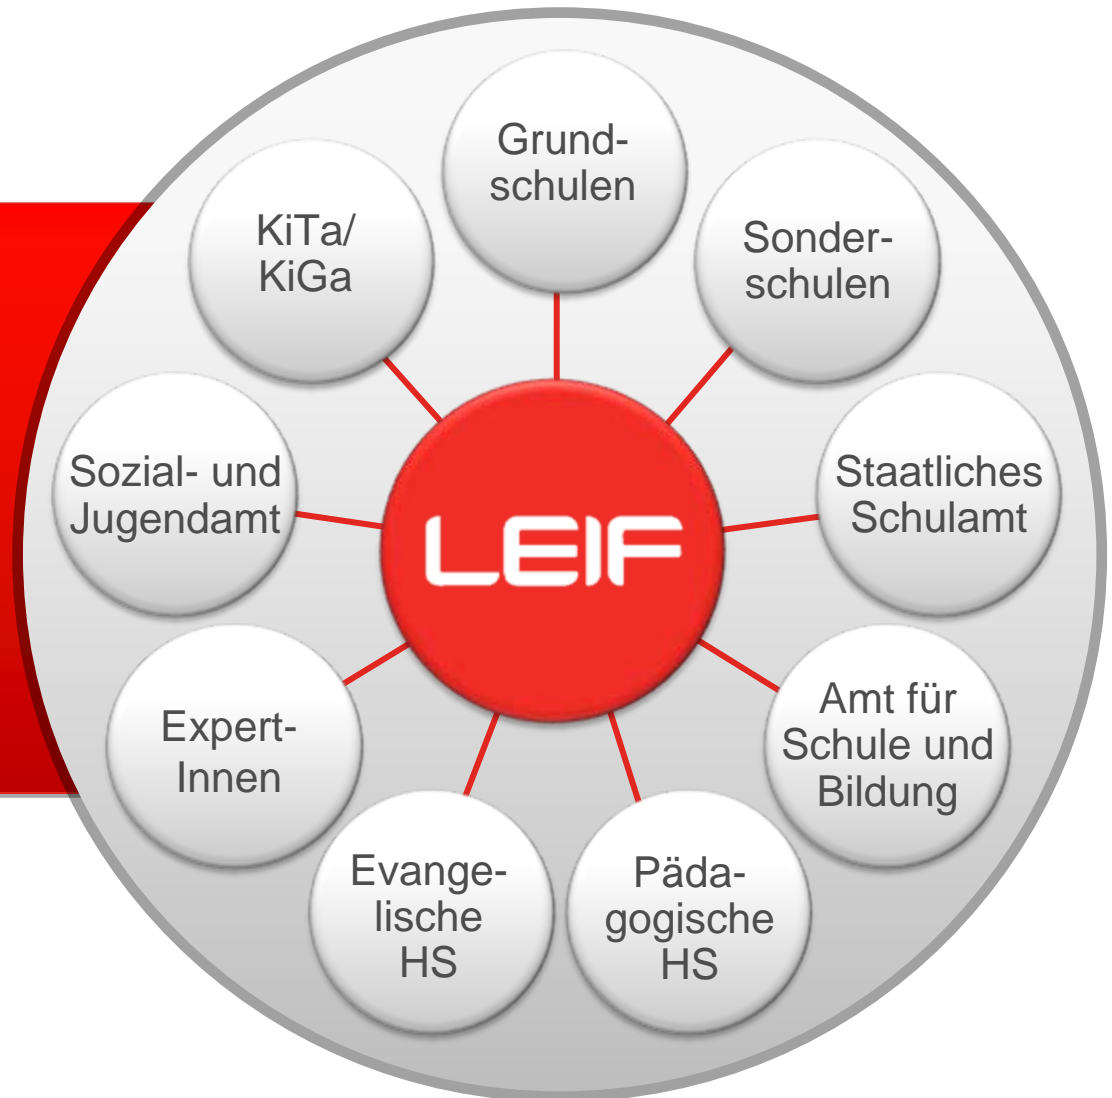 Grund-
schulen
Sonder-
schulen
Staatliches
Schulamt
Amt für
Schule und
Bildung
Päda-
gogische
HS
Evange-
lische
HS
Expert-
Innen
Sozial- und
Jugendamt
KiTa/
KiGa
LEIF